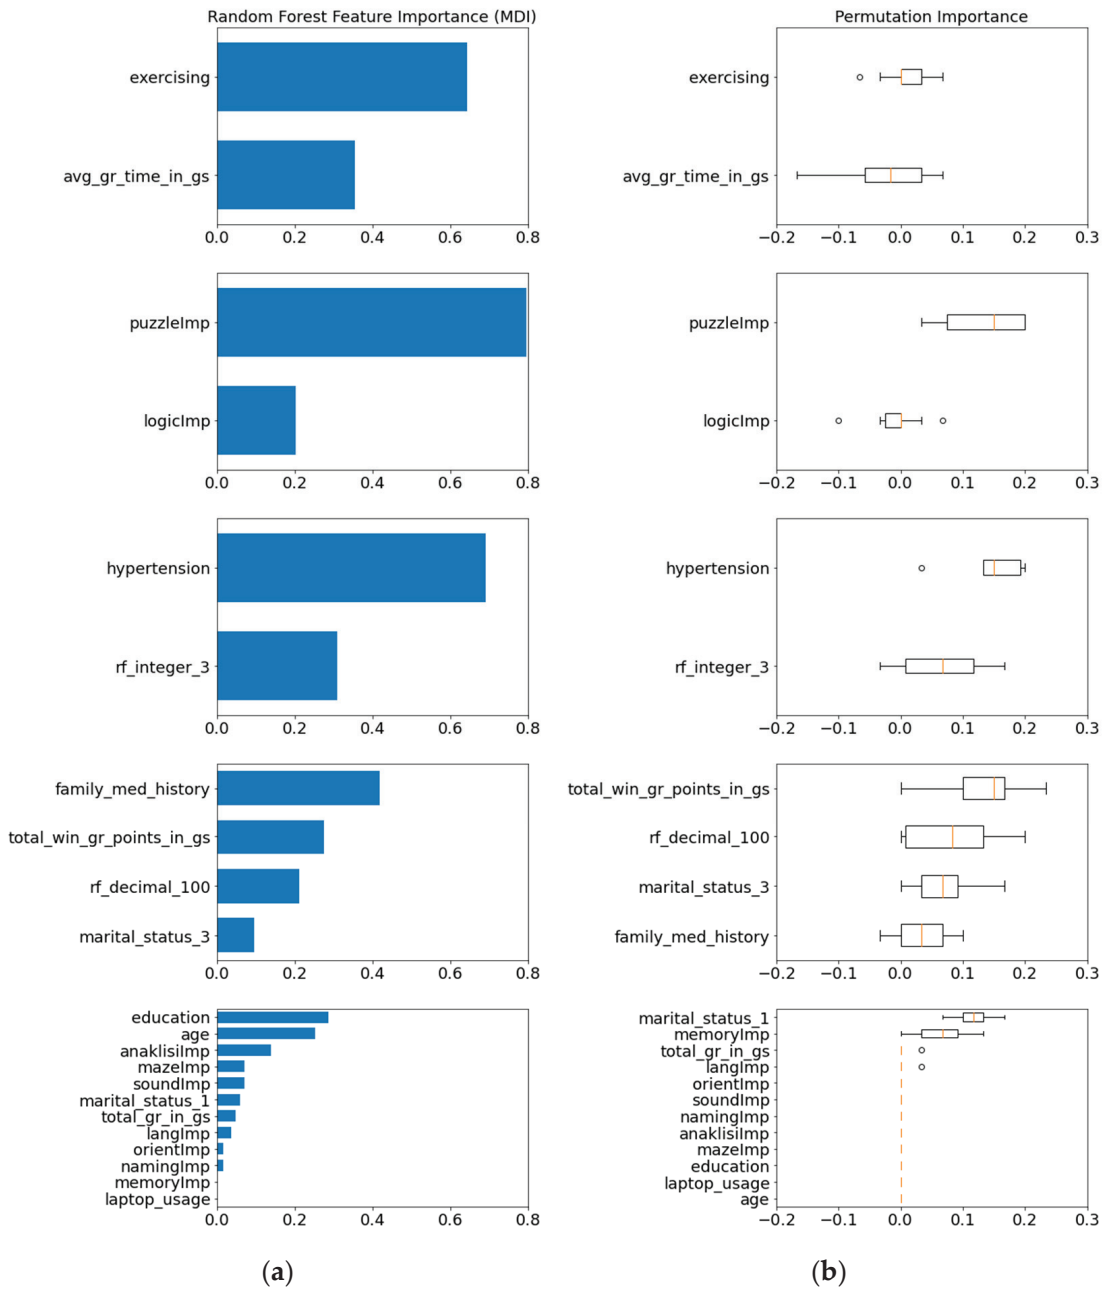 Random Forest Feature Importance (MDI)
exercising
avg_gr_time_in_gs
0.0 0.2 0.4 0.6 0.8
puzzleImp
logicImp
0.0 0.2 0.4 0.6 0.8
hypertension
rf_integer_3
0.0 0.2 0.4 0.6 0.8
family_med_history
total_win_gr_points_in_gs
rf_decimal_100
marital_status_3
0.0 0.2 0.4 0.6 0.8
education
age
anaklisiImp
mazeImp
soundImp
marital_status_1
total_gr_in_gs
langImp
orientImp
namingImp
memoryImp
laptop_usage
0.0 0.2 0.4 0.6 0.8
(a)
Permutation Importance
exercising
avg_gr_time_in_gs
−0.2 −0.1 0.0 0.1 0.2 0.3
puzzleImp
logicImp
−0.2 −0.1 0.0 0.1 0.2 0.3
hypertension
rf_integer_3
−0.2 −0.1 0.0 0.1 0.2 0.3
total_win_gr_points_in_gs
rf_decimal_100
marital_status_3
family_med_history
−0.2 −0.1 0.0 0.1 0.2 0.3
marital_status_1
memoryImp
total_gr_in_gs
langImp
orientImp
soundImp
namingImp
anaklisiImp
mazeImp
education
laptop_usage
age
−0.2 −0.1 0.0 0.1 0.2 0.3
(b)